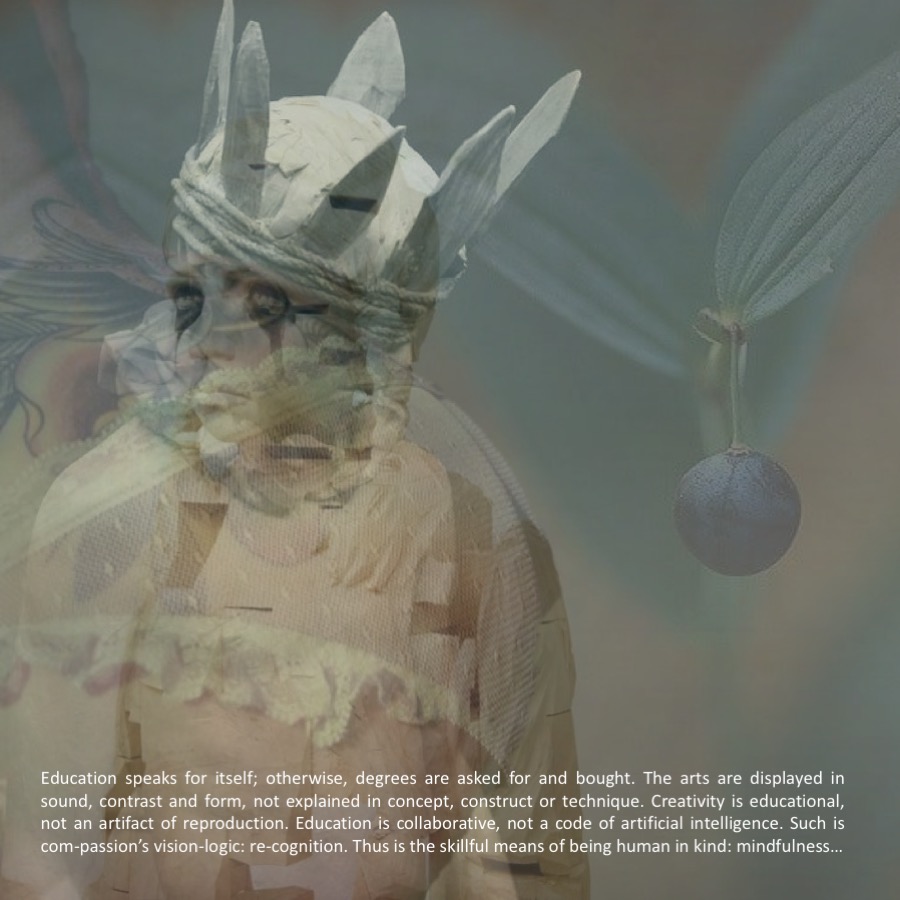 Education speaks for itself; otherwise, degrees are asked for and bought. The arts are displayed in
sound, contrast and form, not explained in concept, construct or technique. Creativity is educational,
not an artifact of reproduction. Education is collaborative, not a code of artificial intelligence. Such is
com-passion’s vision-logic: re-cognition. Thus is the skillful means of being human in kind: mindfulness...